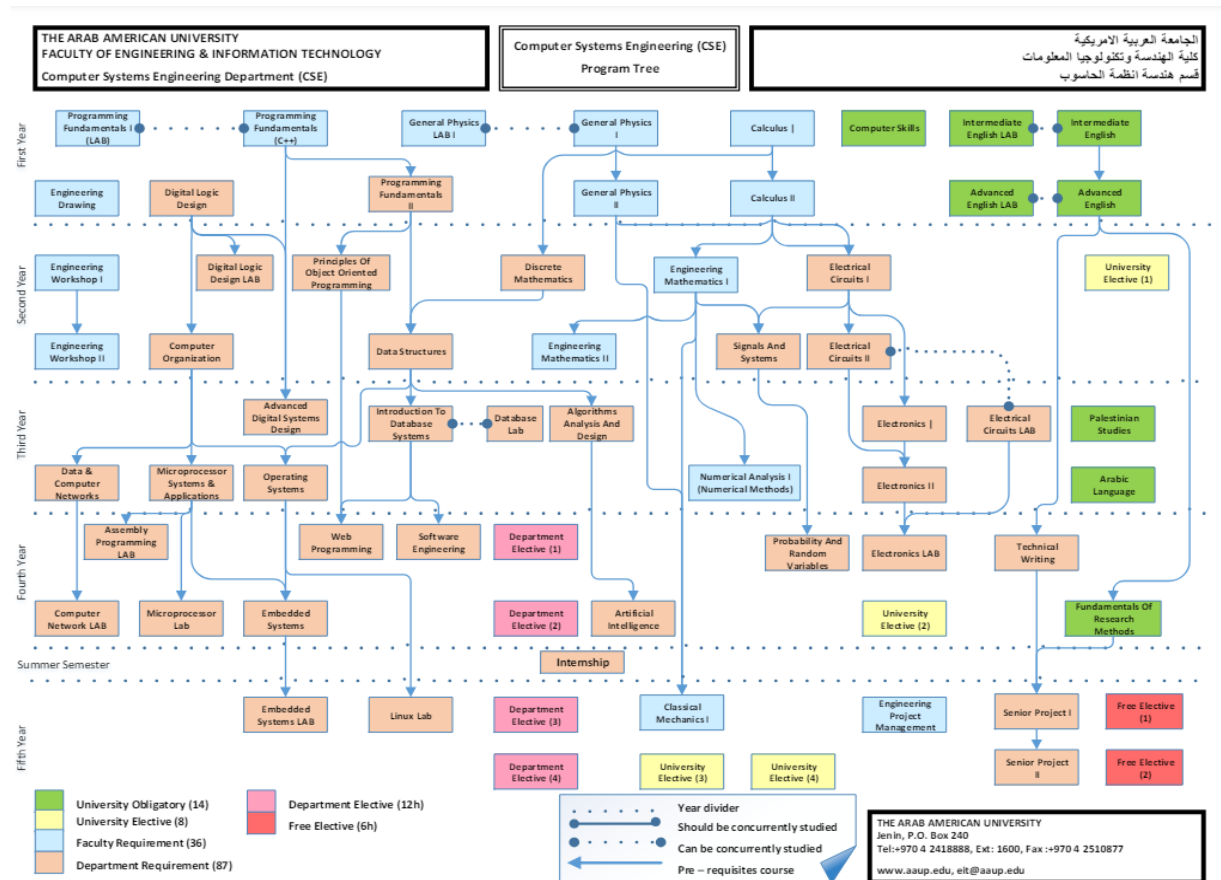 THE ARAB AMERICAN UNIVERSITY
FACULTY OF ENGINEERING & INFORMATION TECHNOLOGY
Computer Systems Engineering Department (CSE)
Computer Systems Engineering (CSE)
Program Tree
الجامعة العربية الامريكية
كلية الهندسة وتكنولوجيا المعلومات
قسم هندسة انظمة الحاسوب
First Year
Programming
Fundamentals I
(LAB)
Programming
Fundamentals
(C++)
General Physics
LAB I
General Physics
I
Calculus |
Computer Skills
Intermediate
English LAB
Intermediate
English
Engineering
Drawing
Digital Logic
Design
Programming
Fundamentals
II
General Physics
II
Calculus II
Advanced
English LAB
Advanced
English
Second Year
Engineering
Workshop I
Digital Logic
Design LAB
Principles Of
Object Oriented
Programming
Discrete
Mathematics
Engineering
Mathematics I
Electrical
Circuits I
University
Elective (1)
Engineering
Workshop II
Computer
Organization
Data Structures
Engineering
Mathematics II
Signals And
Systems
Electrical
Circuits II
Third Year
Advanced
Digital Systems
Design
Introduction To
Database
Systems
Database
Lab
Algorithms
Analysis And
Design
Electronics |
Electrical
Circuits LAB
Palestinian
Studies
Data &
Computer
Networks
Microprocessor
Systems &
Applications
Operating
Systems
Numerical Analysis I
(Numerical Methods)
Electronics II
Arabic
Language
Fourth Year
Assembly
Programming
LAB
Web
Programming
Software
Engineering
Department
Elective (1)
Probability And
Random
Variables
Electronics LAB
Technical
Writing
Computer
Network LAB
Microprocessor
Lab
Embedded
Systems
Department
Elective (2)
Artificial
Intelligence
University
Elective (2)
Fundamentals Of
Research
Methods
Summer Semester
Internship
Fifth Year
Embedded
Systems LAB
Linux Lab
Department
Elective (3)
Classical
Mechanics I
Engineering
Project
Management
Senior Project I
Free Elective
(1)
Department
Elective (4)
University
Elective (3)
University
Elective (4)
Senior Project
II
Free Elective
(2)
University Obligatory (14)
University Elective (8)
Faculty Requirement (36)
Department Requirement (87)
Department Elective (12h)
Free Elective (6h)
Year divider
Should be concurrently studied
Can be concurrently studied
Pre – requisites course
THE ARAB AMERICAN UNIVERSITY
Jenin, P.O. Box 240
Tel:+970 4 2418888, Ext: 1600, Fax :+970 4 2510877
www.aaup.edu, eit@aaup.edu